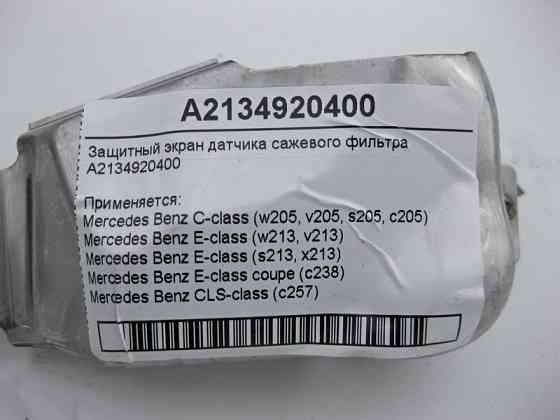 A2134920400
Защитный экран датчика сажевого фильтра
A2134920400
Применяется:
Mercedes Benz C-class (w205, v205, s205, c205)
Mercedes Benz E-class (w213, v213)
Mercedes Benz E-class (s213, x213)
Mercedes Benz E-class coupe (c238)
Mercedes Benz CLS-class (c257)